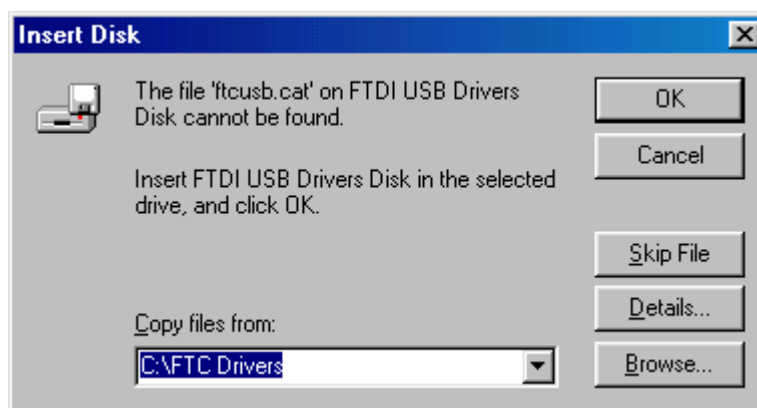 Insert Disk
The file 'ftcusb.cat' on FTDI USB Drivers
Disk cannot be found.
Insert FTDI USB Drivers Disk in the selected
drive, and click OK.
Copy files from:
C:\FTC Drivers
OK
Cancel
Skip File
Details...
Browse...